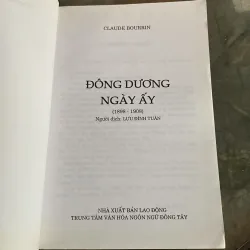 CLAUDE BOURRIN
ĐÔNG DƯƠNG
NGÀY ẤY
(1898 - 1908)
Người dịch: LƯU ĐÌNH TUÂN
NHÀ XUẤT BẢN LAO ĐỘNG
TRUNG TÂM VĂN HÓA NGÔN NGỮ ĐÔNG TÂY